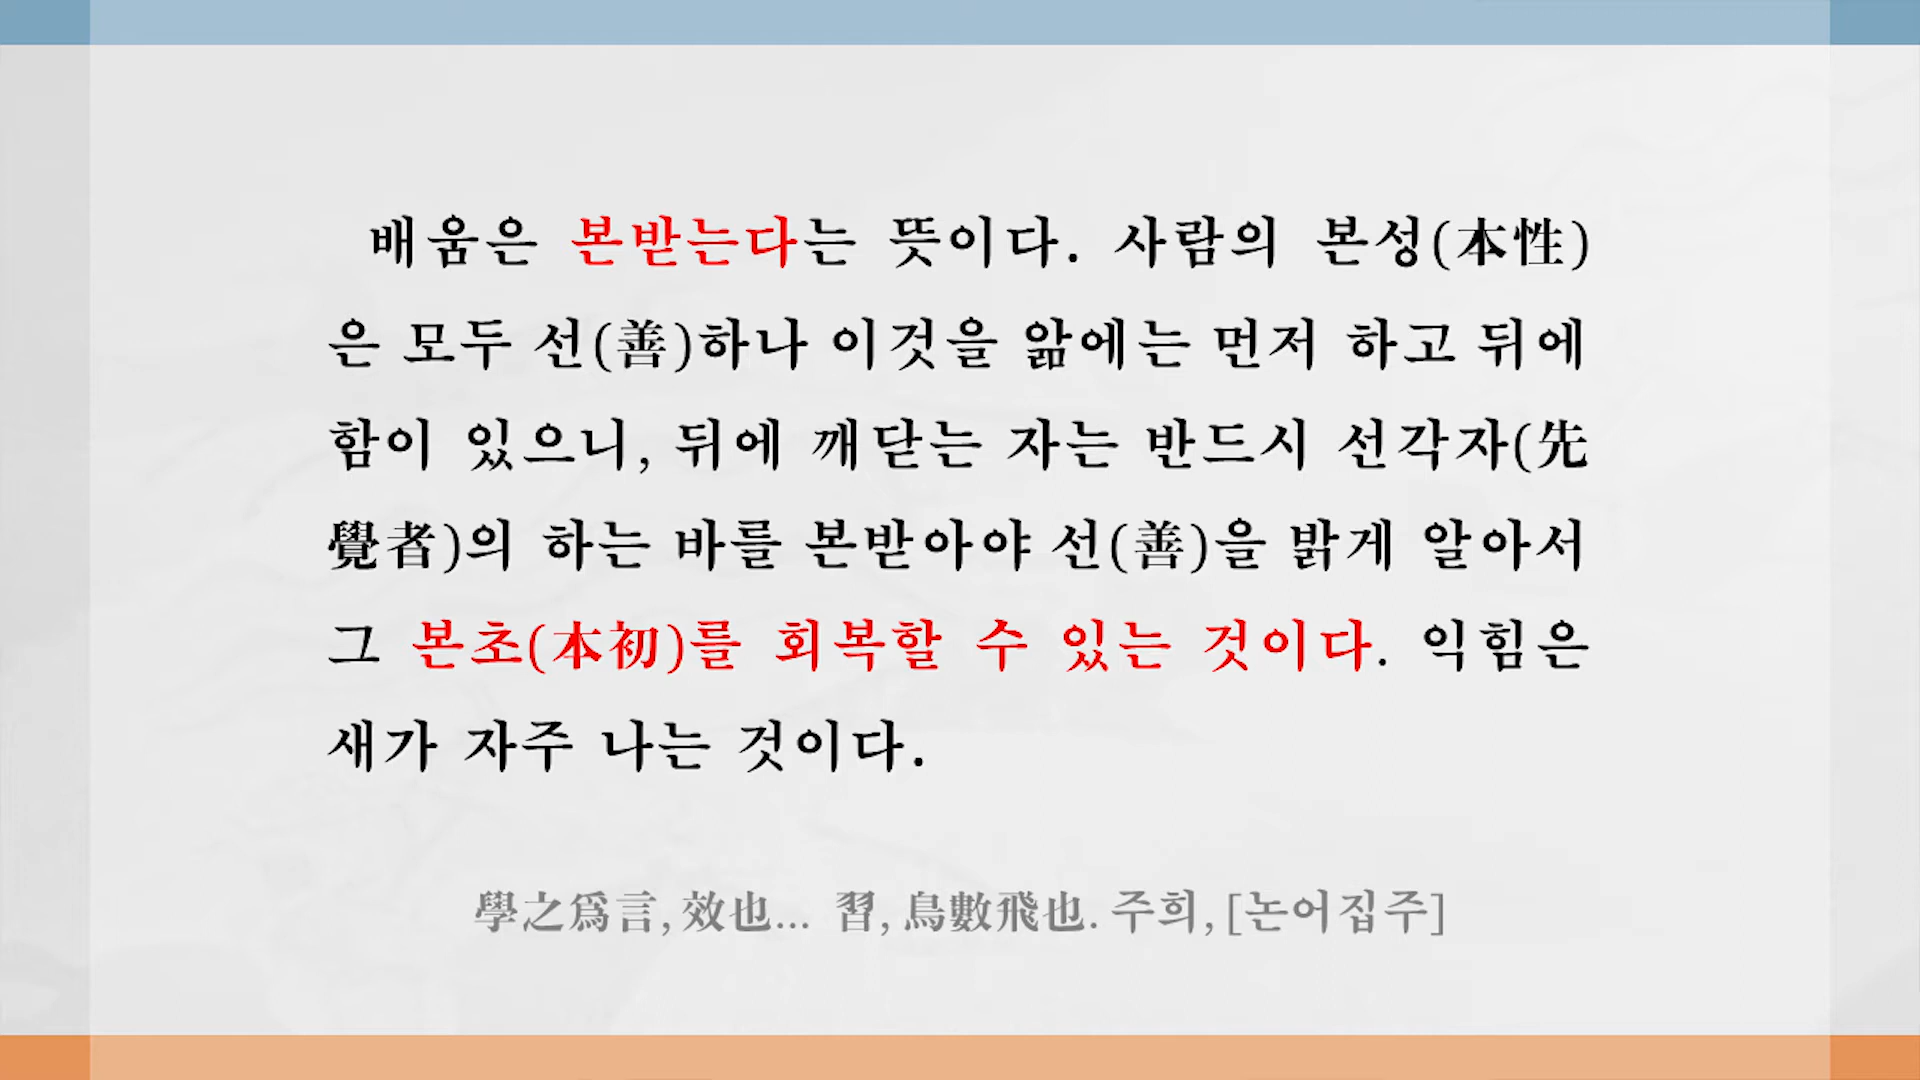 배움은 본받는다는 뜻이다. 사람의 본성(本性)
은 모두 선(善)하나 이것을 앎에는 먼저 하고 뒤에
함이 있으니, 뒤에 깨닫는 자는 반드시 선각자(先
覺者)의 하는 바를 본받아야 선(善)을 밝게 알아서
그 본초(本初)를 회복할 수 있는 것이다. 익힘은
새가 자주 나는 것이다.
學之爲言, 效也... 習, 鳥數飛也. 주희, [논어집주]